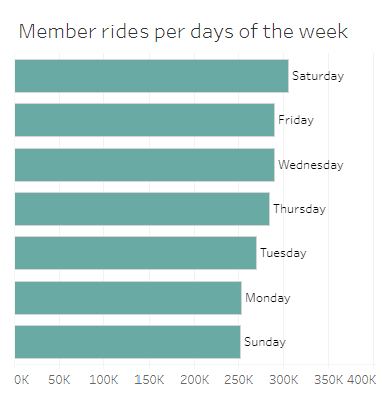 Member rides per days of the week
Saturday
Friday
Wednesday
Thursday
Tuesday
Monday
Sunday
0K 50K 100K 150K 200K 250K 300K 350K 400K